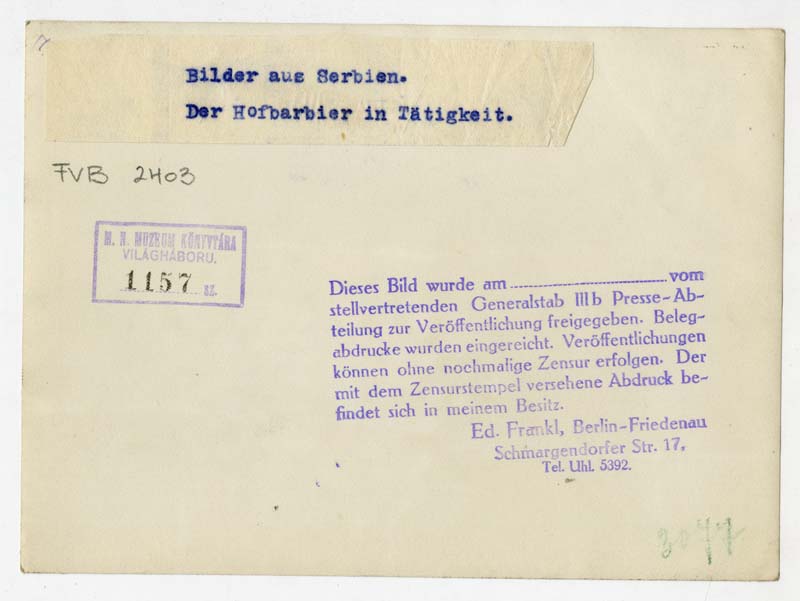 Bilder aus Serbien.
Der Hofbarbier in Tätigkeit.
FVB 2403
M. N. MUZEUM KÖNYVTÁRA
VILÁGHÁBORU.
1157 SZ.
Dieses Bild wurde am ........................ vom
stellvertretenden Generalstab IIIb Presse-Ab-
teilung zur Veröffentlichung freigegeben. Beleg-
abdrucke wurden eingereicht. Veröffentlichungen
können ohne nochmalige Zensur erfolgen. Der
mit dem Zensurstempel versehene Abdruck be-
findet sich in meinem Besitz.
Ed. Frankl, Berlin-Friedenau
Schmargendorfer Str. 17,
Tel. Uhl. 5392.
3077